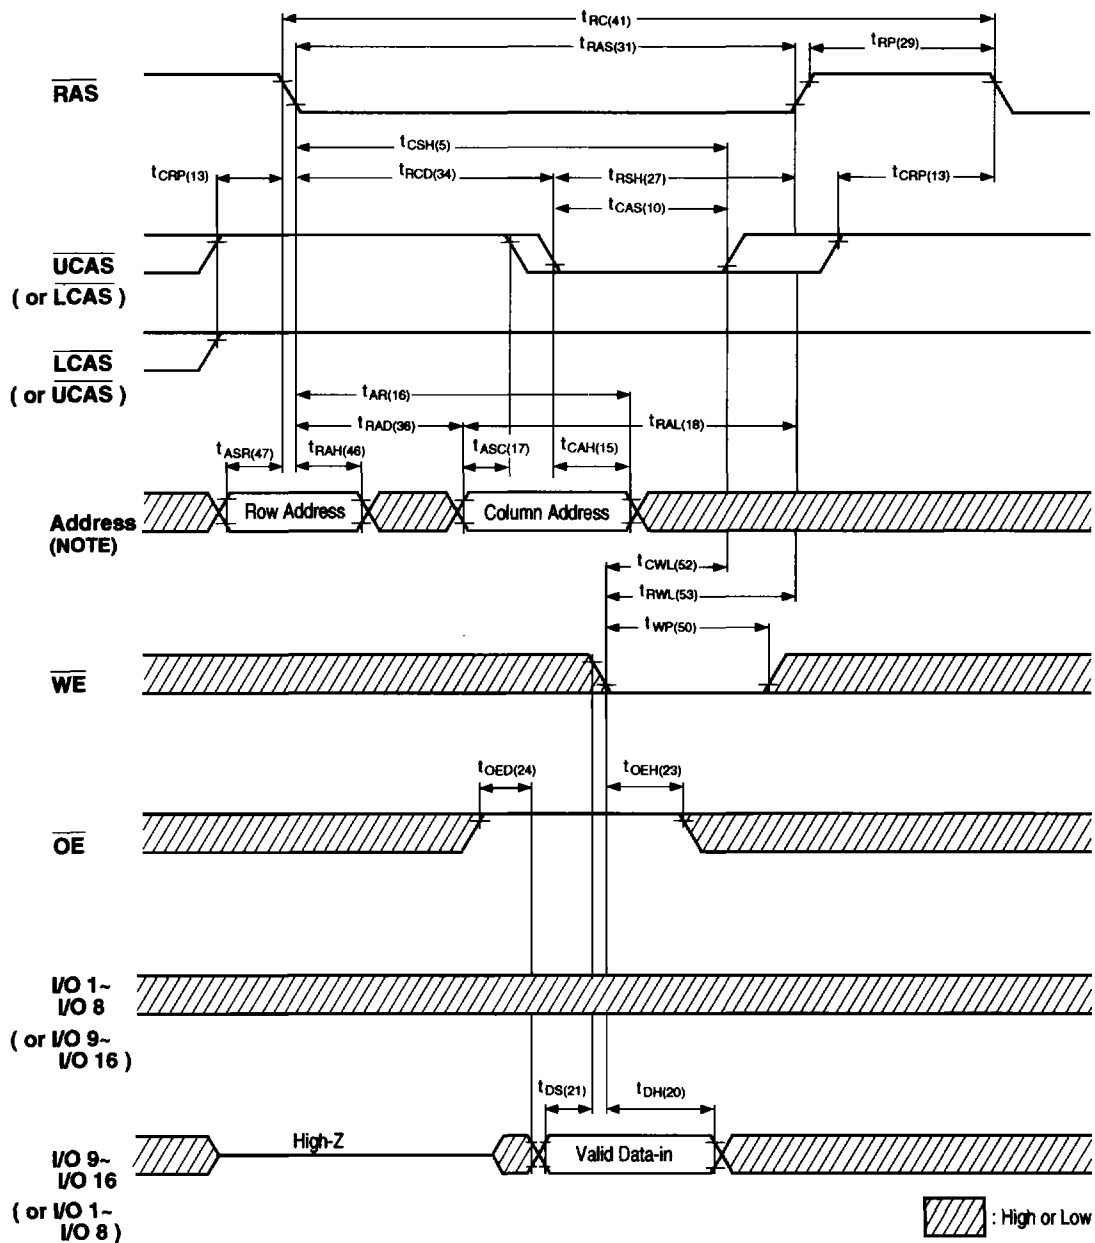 tRC(41)
tRAS(31)
tRP(29)
RAS
tCSH(5)
tCRP(13)
tRCD(34)
tRSH(27)
tCRP(13)
tCAS(10)
UCAS
( or LCAS )
LCAS
( or UCAS )
tAR(16)
tRAD(36)
tRAL(18)
tASR(47)
tRAH(46)
tASC(17)
tCAH(15)
Address
(NOTE)
Row Address
Column Address
tCWL(52)
tRWL(53)
tWP(50)
WE
tOED(24)
tOEH(23)
OE
I/O 1~
I/O 8
( or I/O 9~
I/O 16 )
tDS(21)
tDH(20)
High-Z
Valid Data-in
I/O 9~
I/O 16
( or I/O 1~
I/O 8 )
: High or Low